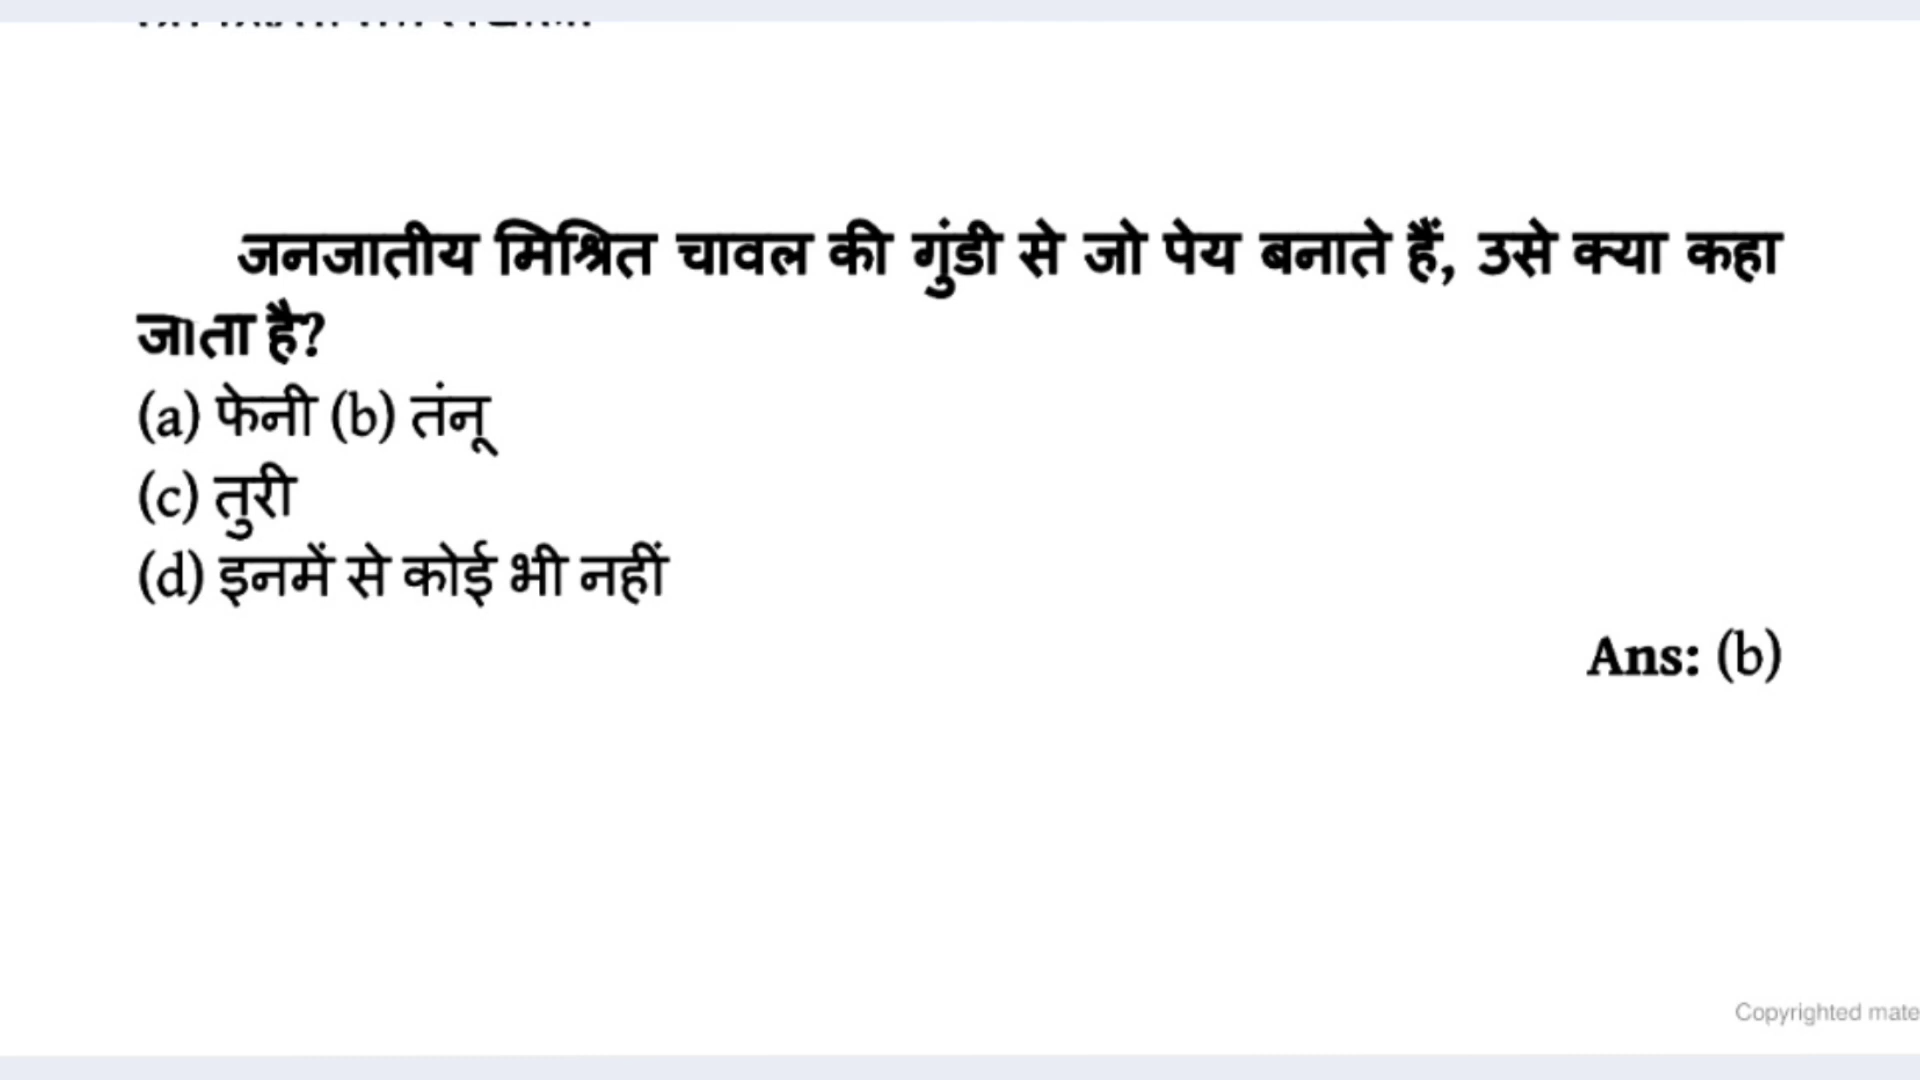 जनजातीय मिश्रित चावल की गुंडी से जो पेय बनाते हैं, उसे क्या कहा
जाता है?
(a) फेनी (b) तंनू
(c) तुरी
(d) इनमें से कोई भी नहीं
Ans: (b)
Copyrighted mate